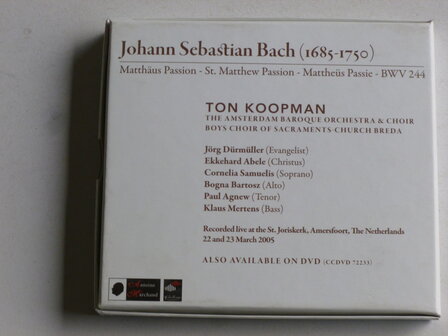 Johann Sebastian Bach (1685-1750)
Matthäus Passion - St. Matthew Passion - Mattheüs Passie - BWV 244
TON KOOPMAN
THE AMSTERDAM BAROQUE ORCHESTRA & CHOIR
BOYS CHOIR OF SACRAMENTS-CHURCH BREDA
Jörg Dürmüller (Evangelist)
Ekkehard Abele (Christus)
Cornelia Samuelis (Soprano)
Bogna Bartosz (Alto)
Paul Agnew (Tenor)
Klaus Mertens (Bass)
Recorded live at the St. Joriskerk, Amersfoort, The Netherlands
22 and 23 March 2005
ALSO AVAILABLE ON DVD (CCDVD 72233)
Antoine
Marchand